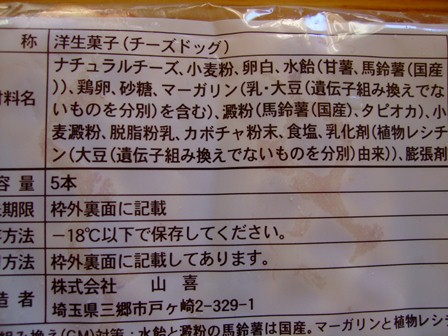 称 洋生菓子(チーズドッグ)
ナチュラルチーズ、小麦粉、卵白、水飴(甘薯、馬鈴薯(国産
))、鶏卵、砂糖、マーガリン(乳・大豆(遺伝子組み換えでな
材料名 いものを分別)を含む)、澱粉(馬鈴薯(国産)、タピオカ)、小
麦澱粉、脱脂粉乳、カボチャ粉末、食塩、乳化剤(植物レシチ
ン(大豆(遺伝子組み換えでないものを分別)由来))、膨張剤
容量 5本
期限 枠外裏面に記載
方法 －18℃以下で保存してください。
方法 枠外裏面に記載してあります。
造者 株式会社 山喜
埼玉県三郷市戸ヶ崎2-329-1
組み換え(GM)対策：水飴と澱粉の馬鈴薯は国産。マーガリンと植物レシチ